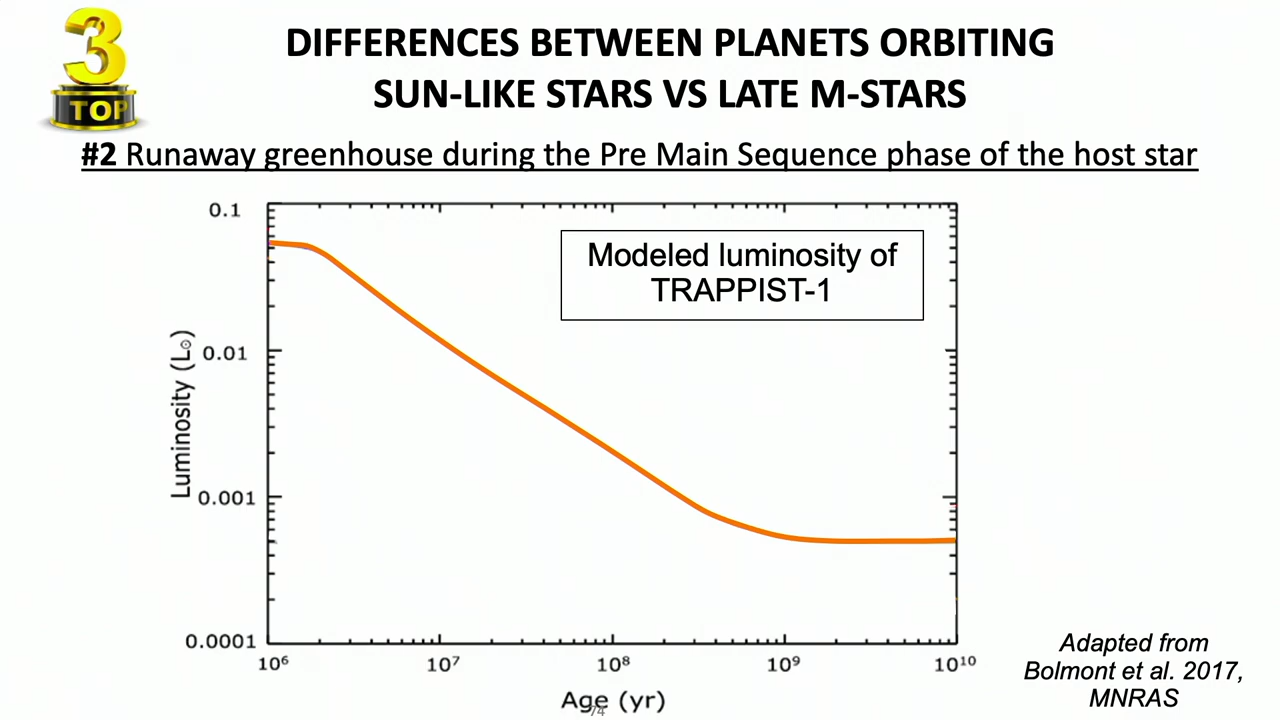 3
TOP
DIFFERENCES BETWEEN PLANETS ORBITING
SUN-LIKE STARS VS LATE M-STARS
#2 Runaway greenhouse during the Pre Main Sequence phase of the host star
Modeled luminosity of
TRAPPIST-1
Luminosity (L⊙)
0.1
0.01
0.001
0.0001
10⁶ 10⁷ 10⁸ 10⁹ 10¹⁰
Age (yr)
74
Adapted from
Bolmont et al. 2017,
MNRAS